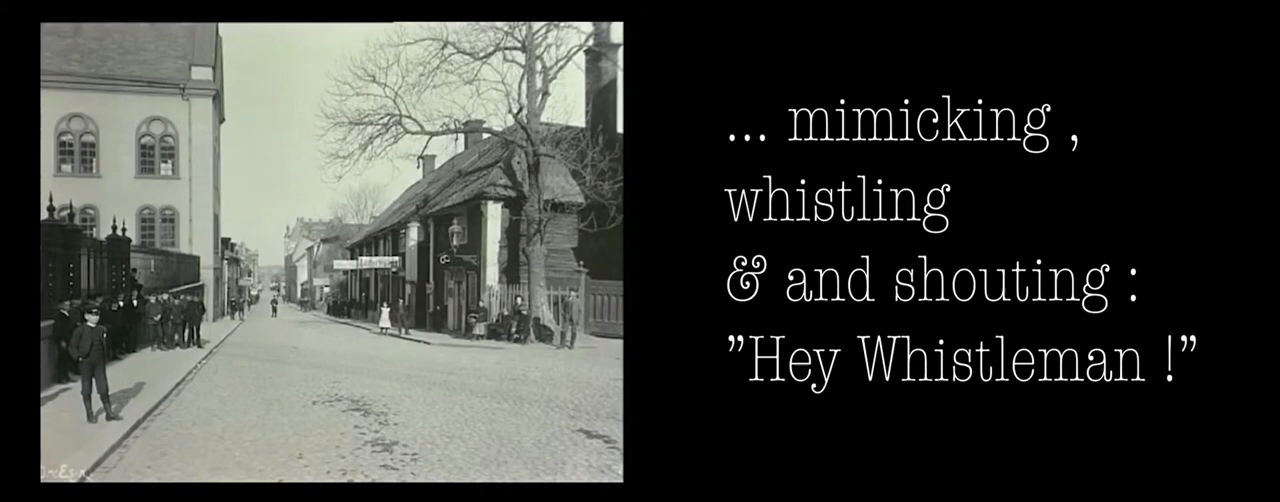 ... mimicking ,
whistling
& and shouting :
”Hey Whistleman !”